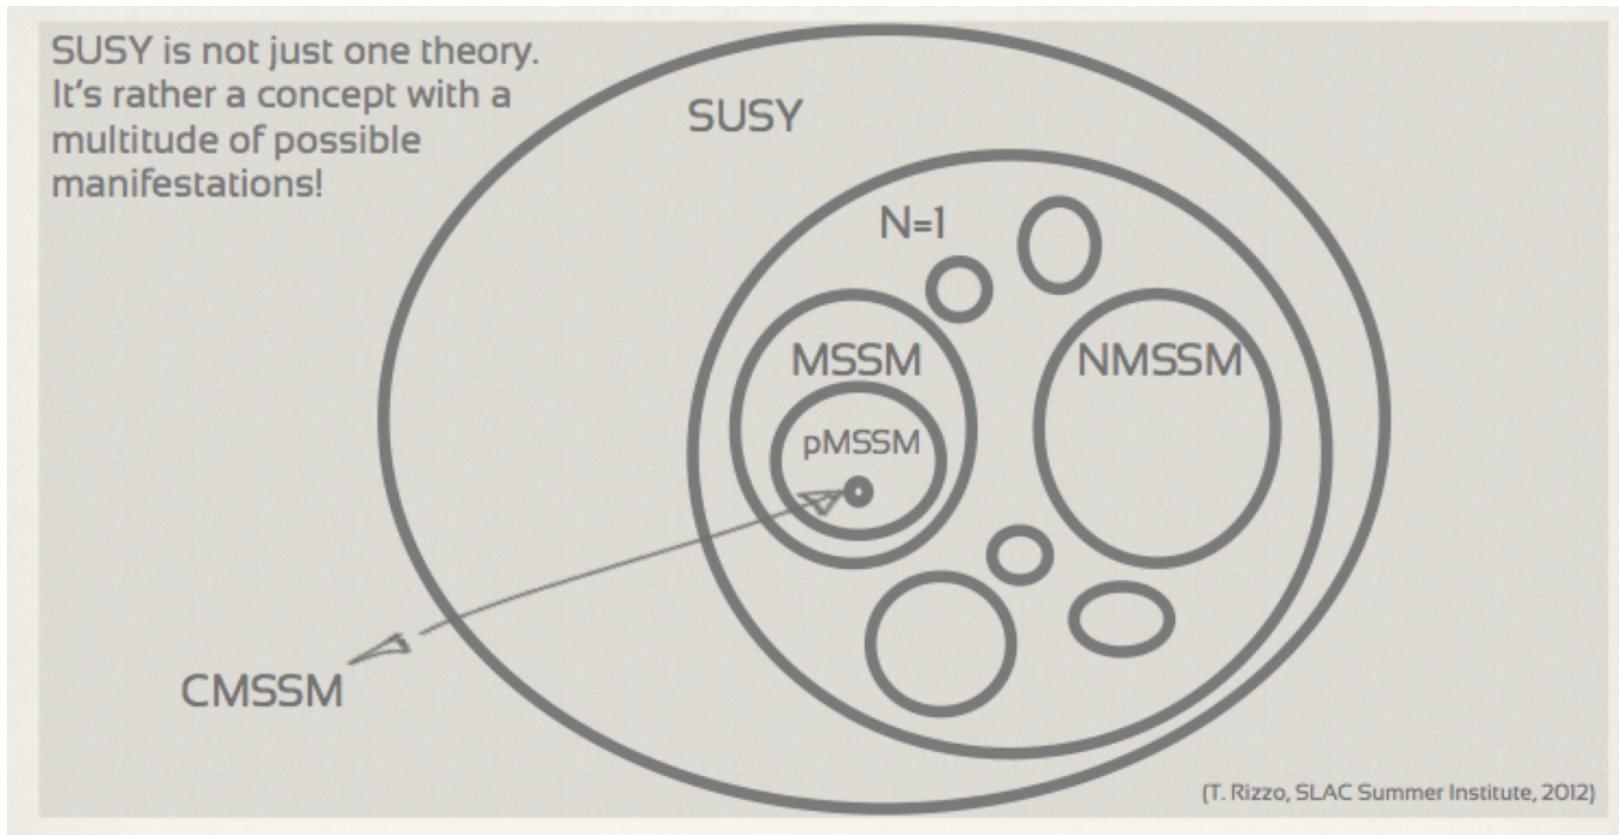 SUSY is not just one theory.
It's rather a concept with a
multitude of possible
manifestations!
SUSY
N=1
MSSM
NMSSM
pMSSM
CMSSM
(T. Rizzo, SLAC Summer Institute, 2012)